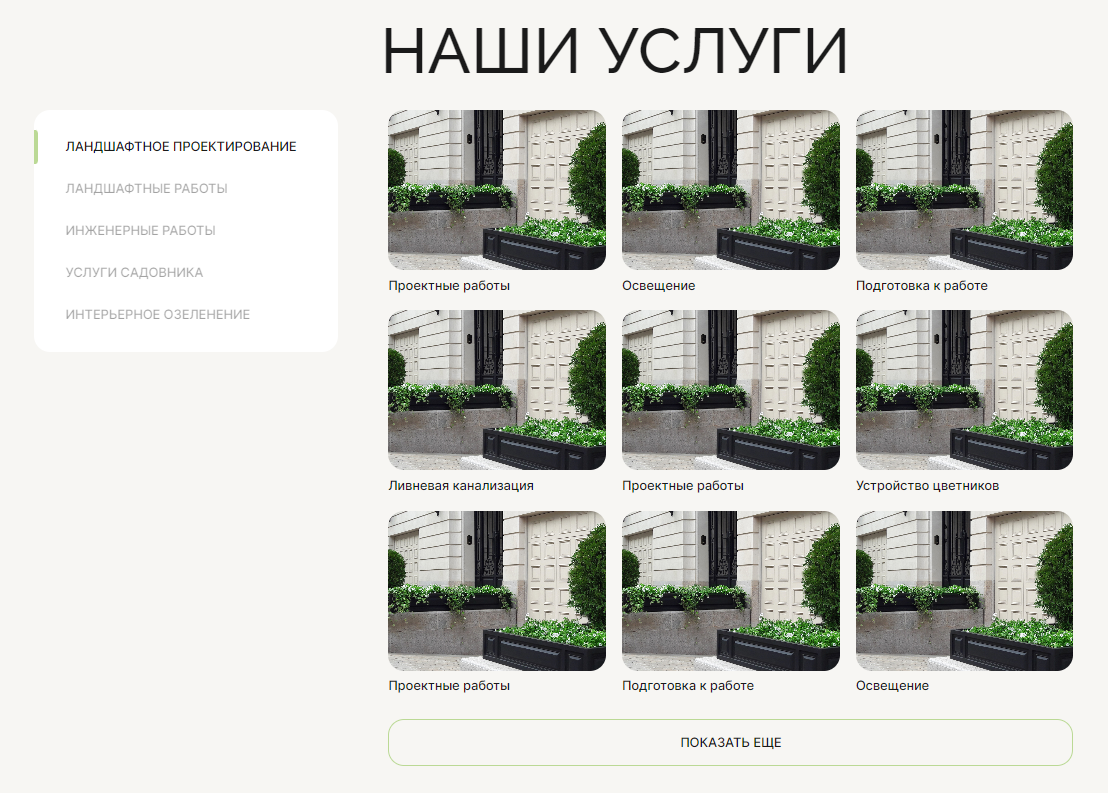 НАШИ УСЛУГИ
ЛАНДШАФТНОЕ ПРОЕКТИРОВАНИЕ
ЛАНДШАФТНЫЕ РАБОТЫ
ИНЖЕНЕРНЫЕ РАБОТЫ
УСЛУГИ САДОВНИКА
ИНТЕРЬЕРНОЕ ОЗЕЛЕНЕНИЕ
Проектные работы
Освещение
Подготовка к работе
Ливневая канализация
Проектные работы
Устройство цветников
Проектные работы
Подготовка к работе
Освещение
ПОКАЗАТЬ ЕЩЕ